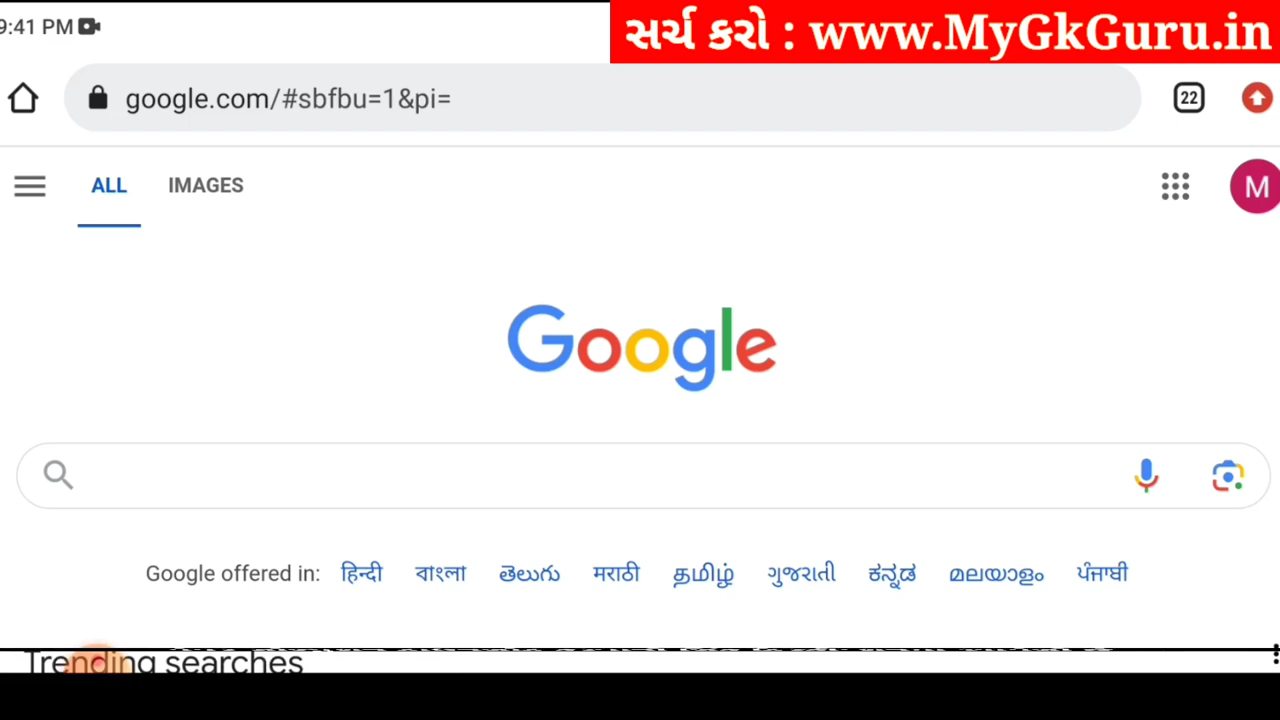 9:41 PM
સર્ચ કરો : www.MyGkGuru.in
google.com/#sbfbu=1&pi=
22
ALL IMAGES
M
Google
Google offered in: हिन्दी বাংলা తెలుగు मराठी தமிழ் ગુજરાતી ಕನ್ನಡ മലയാളം ਪੰਜਾਬੀ
Trending searches